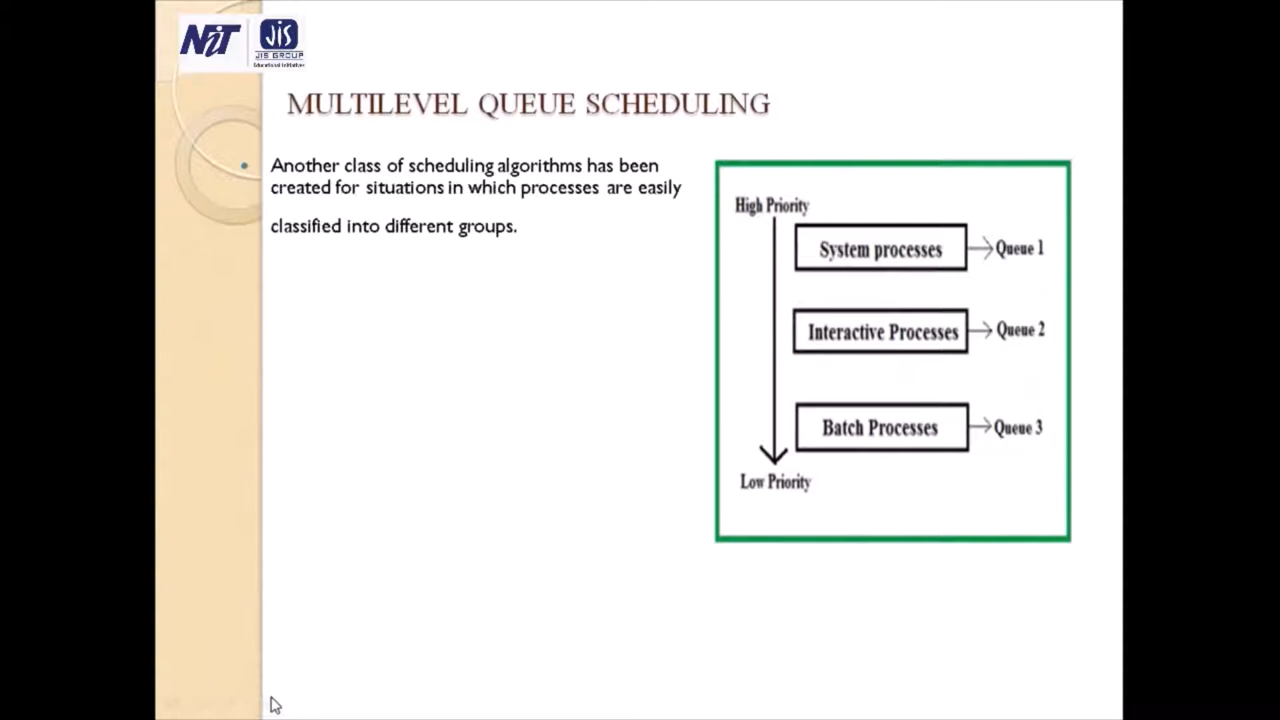 NiT
JIS
JIS GROUP
Educational Initiatives
MULTILEVEL QUEUE SCHEDULING
Another class of scheduling algorithms has been
created for situations in which processes are easily
classified into different groups.
High Priority
System processes
Queue 1
Interactive Processes
Queue 2
Batch Processes
Queue 3
Low Priority